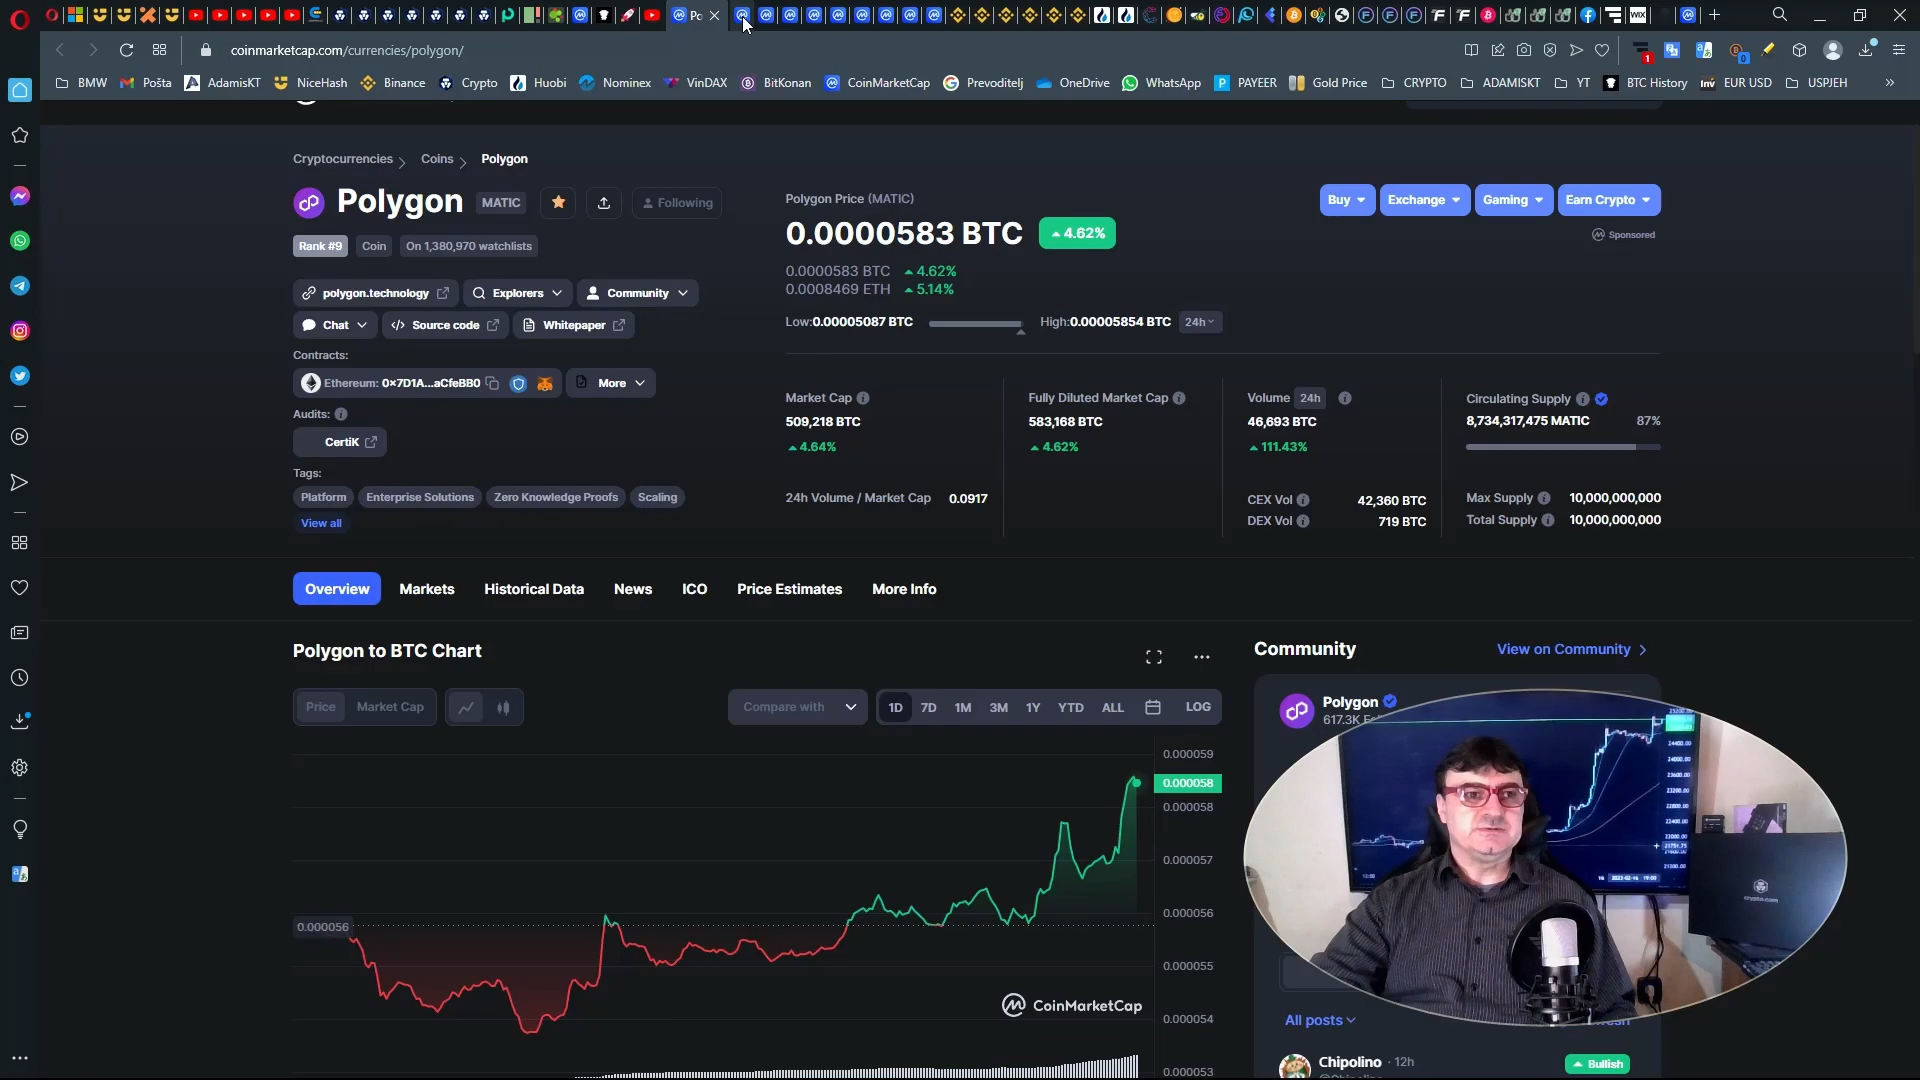 Po
coinmarketcap.com/currencies/polygon/
1
0
BMW
Pošta
AdamisKT
NiceHash
Binance
Crypto
Huobi
Nominex
VinDAX
BitKonan
CoinMarketCap
Prevoditelj
OneDrive
WhatsApp
PAYEER
Gold Price
CRYPTO
ADAMISKT
YT
BTC History
EUR USD
USPJEH
Cryptocurrencies
Coins
Polygon
Polygon MATIC
Following
Rank #9
Coin
On 1,380,970 watchlists
polygon.technology
Explorers
Community
Chat
Source code
Whitepaper
Contracts:
Ethereum: 0x7D1A...aCfeBB0
More
Audits:
CertiK
Tags:
Platform
Enterprise Solutions
Zero Knowledge Proofs
Scaling
View all
Polygon Price (MATIC)
0.0000583 BTC
4.62%
0.0000583 BTC 4.62%
0.0008469 ETH 5.14%
Low:0.00005087 BTC
High:0.00005854 BTC
24h
Buy
Exchange
Gaming
Earn Crypto
Sponsored
Market Cap
509,218 BTC
4.64%
24h Volume / Market Cap 0.0917
Fully Diluted Market Cap
583,168 BTC
4.62%
Volume 24h
46,693 BTC
111.43%
CEX Vol 42,360 BTC
DEX Vol 719 BTC
Circulating Supply
8,734,317,475 MATIC 87%
Max Supply 10,000,000,000
Total Supply 10,000,000,000
Overview
Markets
Historical Data
News
ICO
Price Estimates
More Info
Polygon to BTC Chart
Price
Market Cap
Compare with
1D
7D
1M
3M
1Y
YTD
ALL
LOG
0.000059
0.000058
0.000058
0.000057
0.000056
0.000056
0.000055
0.000054
0.000053
CoinMarketCap
Community
View on Community
Polygon
617.3K
All posts
Chipolino · 12h
Bullish
crypto.com